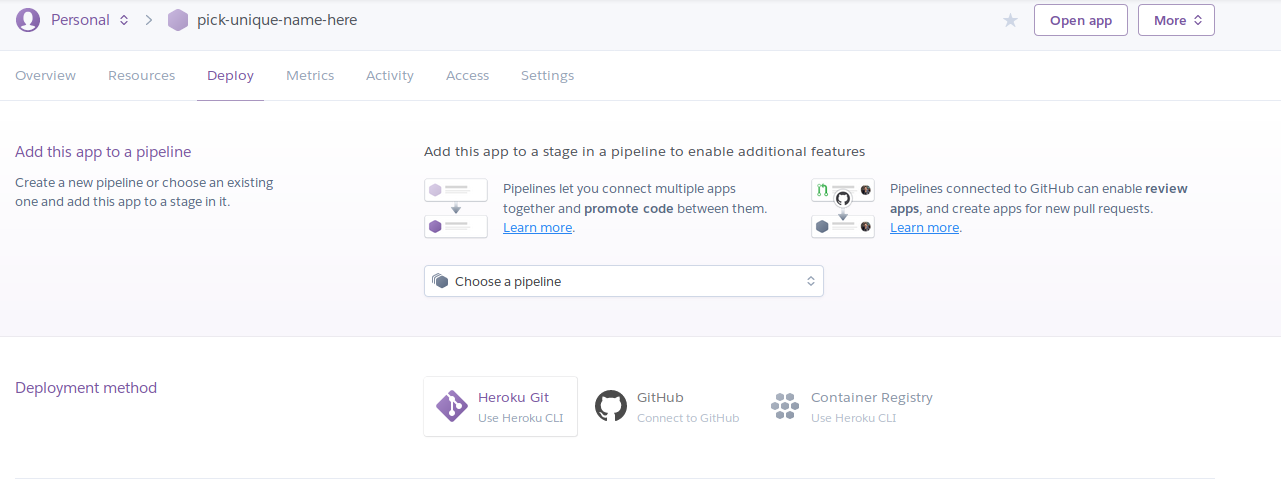 Personal pick-unique-name-here Open app More
Overview Resources Deploy Metrics Activity Access Settings
Add this app to a pipeline
Create a new pipeline or choose an existing
one and add this app to a stage in it.
Add this app to a stage in a pipeline to enable additional features
Pipelines let you connect multiple apps
together and promote code between them.
Learn more.
Pipelines connected to GitHub can enable review
apps, and create apps for new pull requests.
Learn more.
Choose a pipeline
Deployment method
Heroku Git
Use Heroku CLI
GitHub
Connect to GitHub
Container Registry
Use Heroku CLI